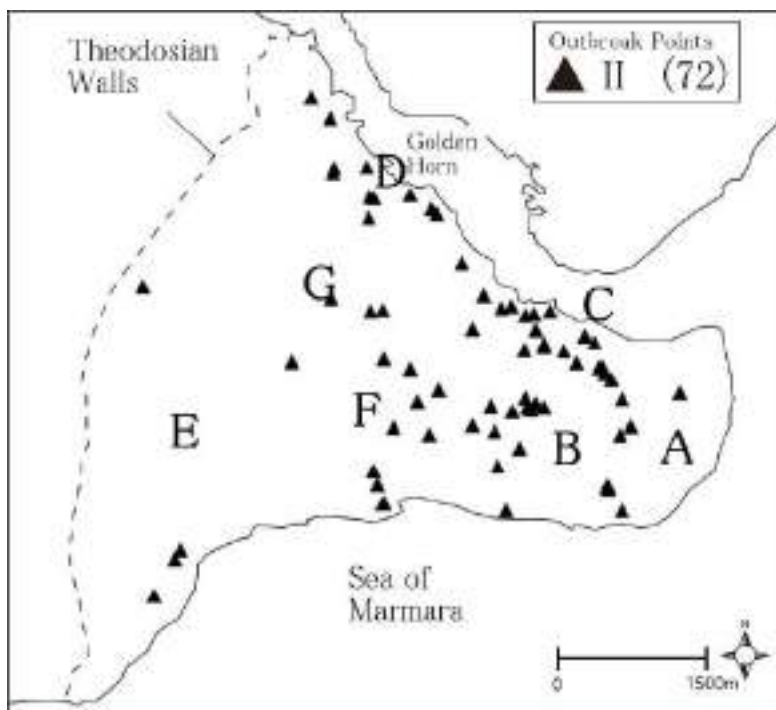 Theodosian
Walls
Outbreak Points
▲ II (72)
Golden
Horn
D
G
C
F
E
B
A
Sea of
Marmara
N
0
1500m